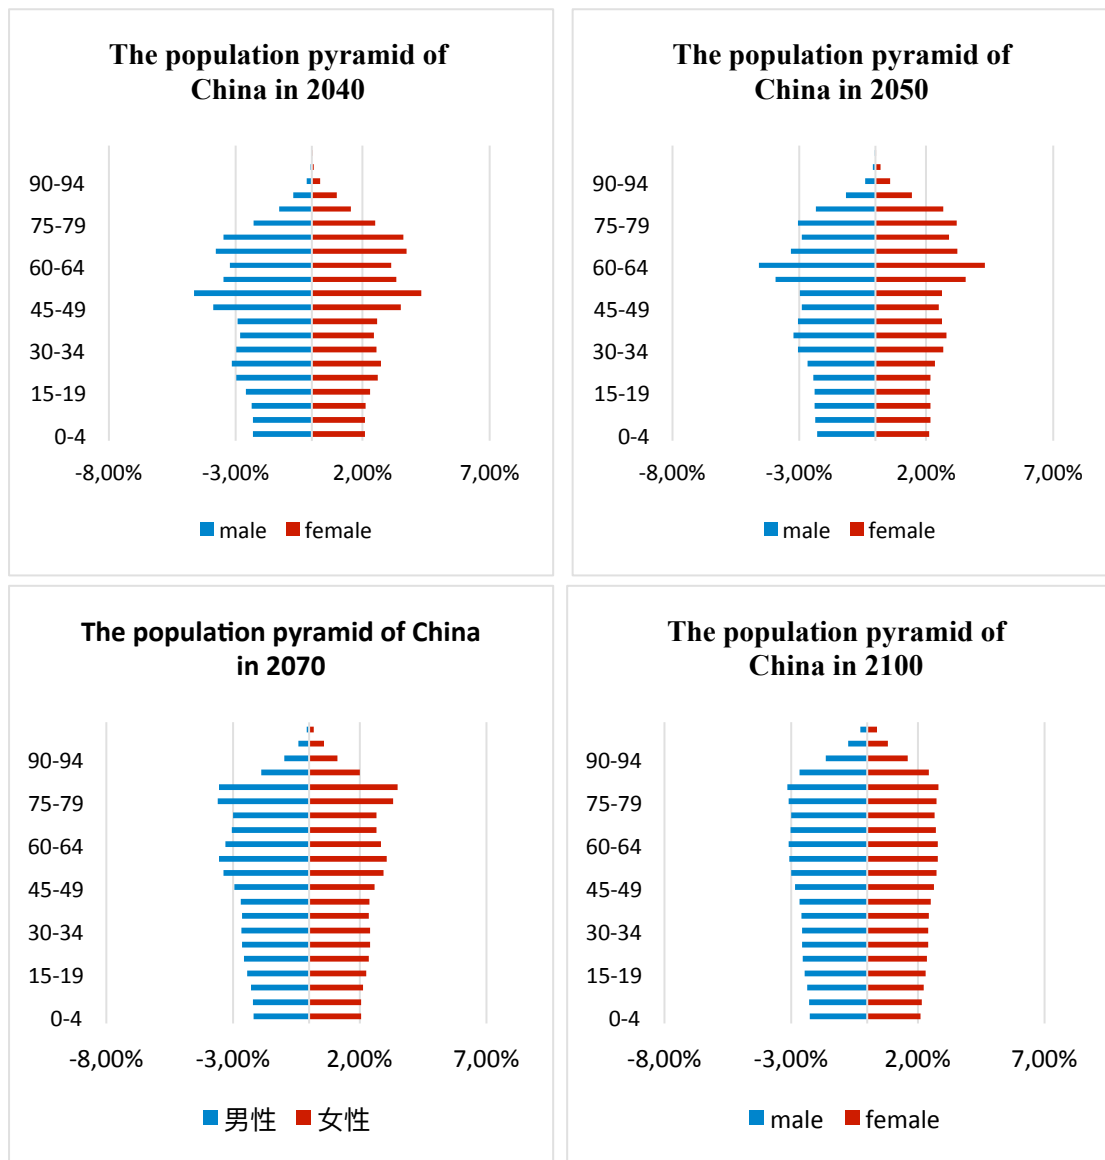 The population pyramid of
China in 2040
90-94
75-79
60-64
45-49
30-34
15-19
0-4
-8,00% -3,00% 2,00% 7,00%
male female
The population pyramid of
China in 2050
90-94
75-79
60-64
45-49
30-34
15-19
0-4
-8,00% -3,00% 2,00% 7,00%
male female
The population pyramid of China
in 2070
90-94
75-79
60-64
45-49
30-34
15-19
0-4
-8,00% -3,00% 2,00% 7,00%
男性 女性
The population pyramid of
China in 2100
90-94
75-79
60-64
45-49
30-34
15-19
0-4
-8,00% -3,00% 2,00% 7,00%
male female